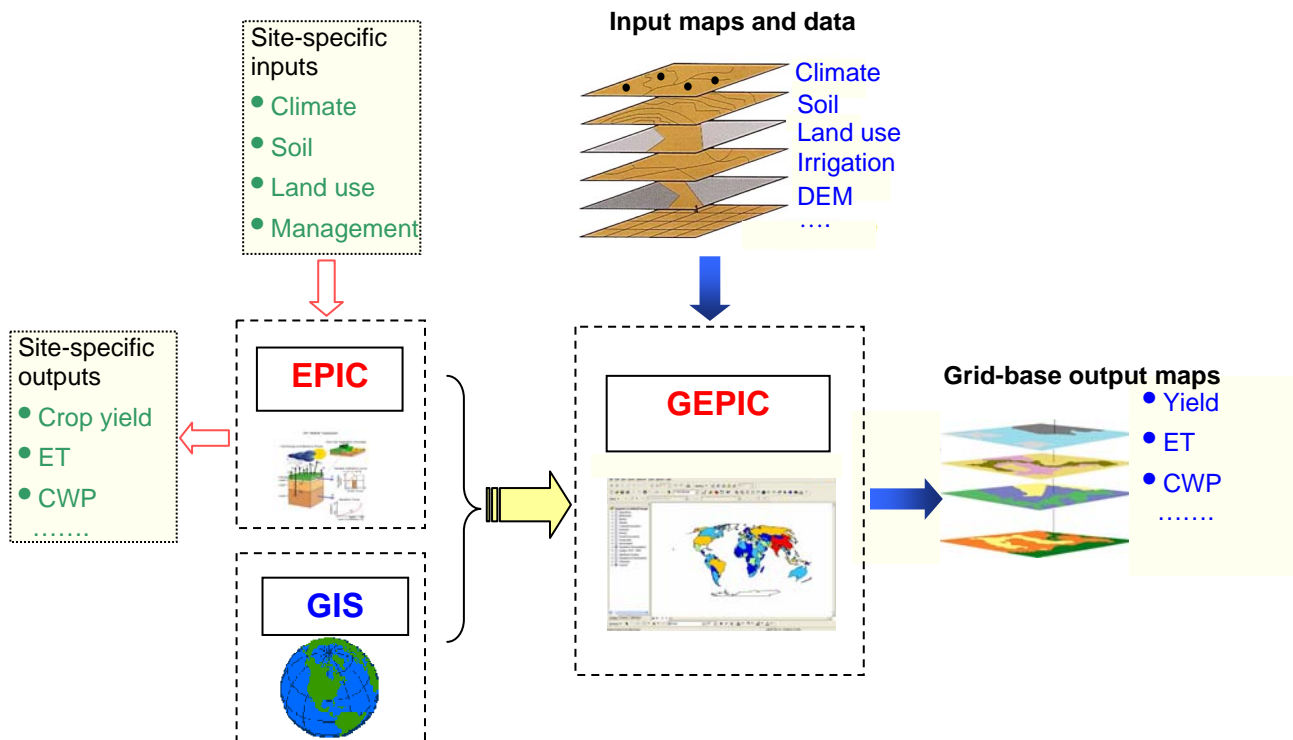 Site-specific
inputs
• Climate
• Soil
• Land use
• Management
Input maps and data
Climate
Soil
Land use
Irrigation
DEM
....
Site-specific
outputs
• Crop yield
• ET
• CWP
.......
EPIC
GIS
GEPIC
Grid-base output maps
• Yield
• ET
• CWP
.......